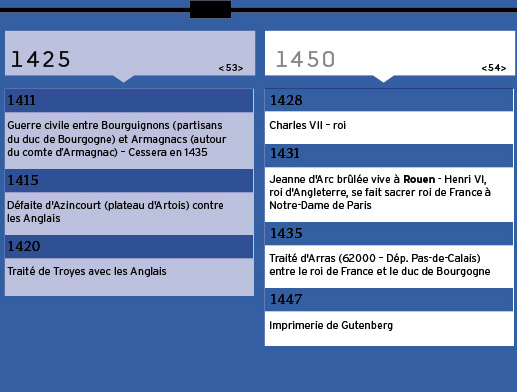 1425
<53>
1411
Guerre civile entre Bourguignons (partisans
du duc de Bourgogne) et Armagnacs (autour
du comte d'Armagnac) – Cessera en 1435
1415
Défaite d'Azincourt (plateau d'Artois) contre
les Anglais
1420
Traité de Troyes avec les Anglais
1450
<54>
1428
Charles VII – roi
1431
Jeanne d'Arc brûlée vive à Rouen - Henri VI,
roi d'Angleterre, se fait sacrer roi de France à
Notre-Dame de Paris
1435
Traité d'Arras (62000 – Dép. Pas-de-Calais)
entre le roi de France et le duc de Bourgogne
1447
Imprimerie de Gutenberg